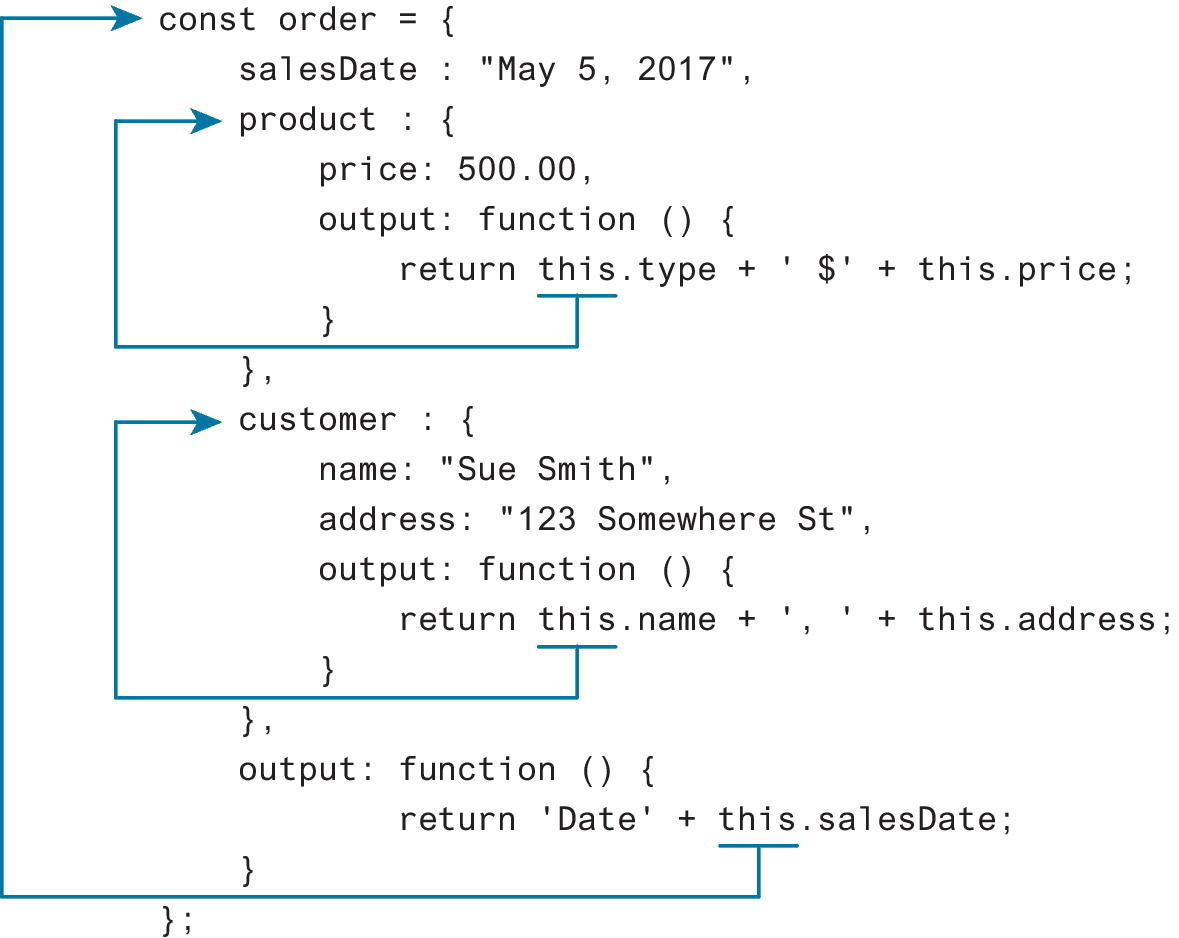 const order = {
salesDate : "May 5, 2017",
product : {
price: 500.00,
output: function () {
return this.type + ' $' + this.price;
}
},
customer : {
name: "Sue Smith",
address: "123 Somewhere St",
output: function () {
return this.name + ', ' + this.address;
}
},
output: function () {
return 'Date' + this.salesDate;
}
};